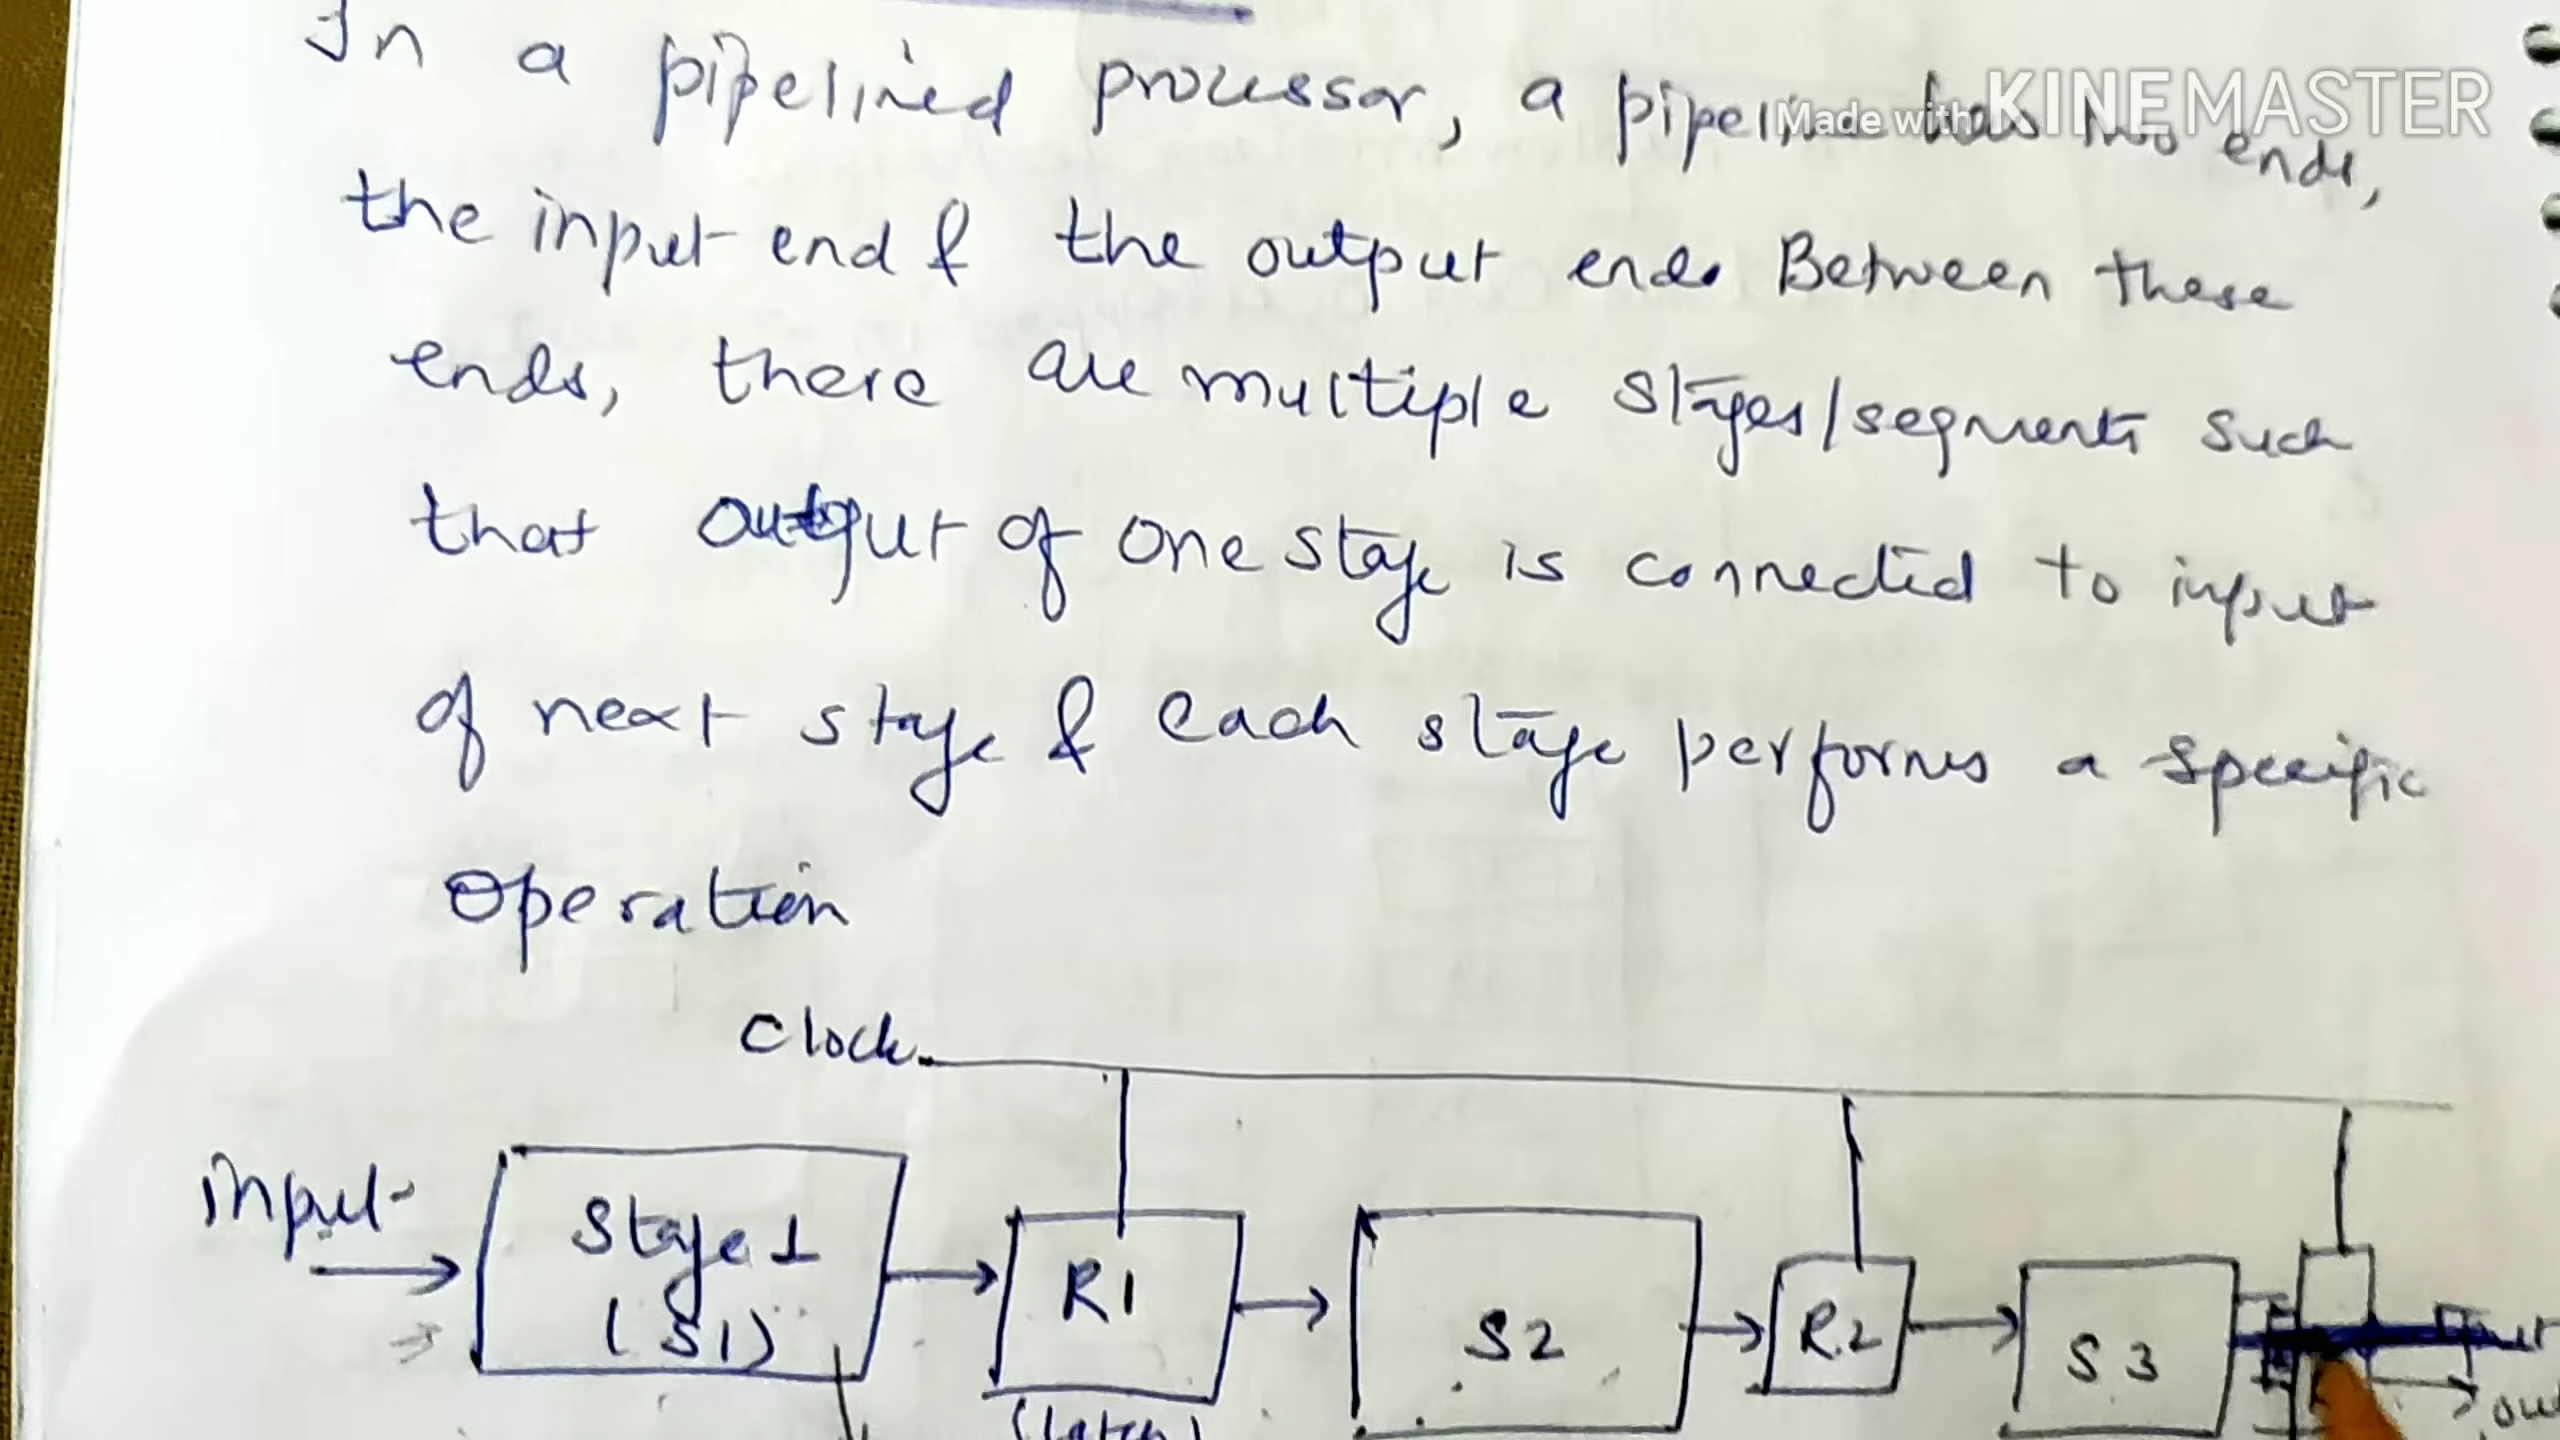 In a pipelined processor, a pipeline has two ends,
Made with KINEMASTER
the input end & the output end. Between these
ends, there are multiple stages/segments such
that output of one stage is connected to input
of next stage & each stage performs a specific
operation
Clock
input
Stage 1
(S1)
R1
S2
R2
S3
(Latch)